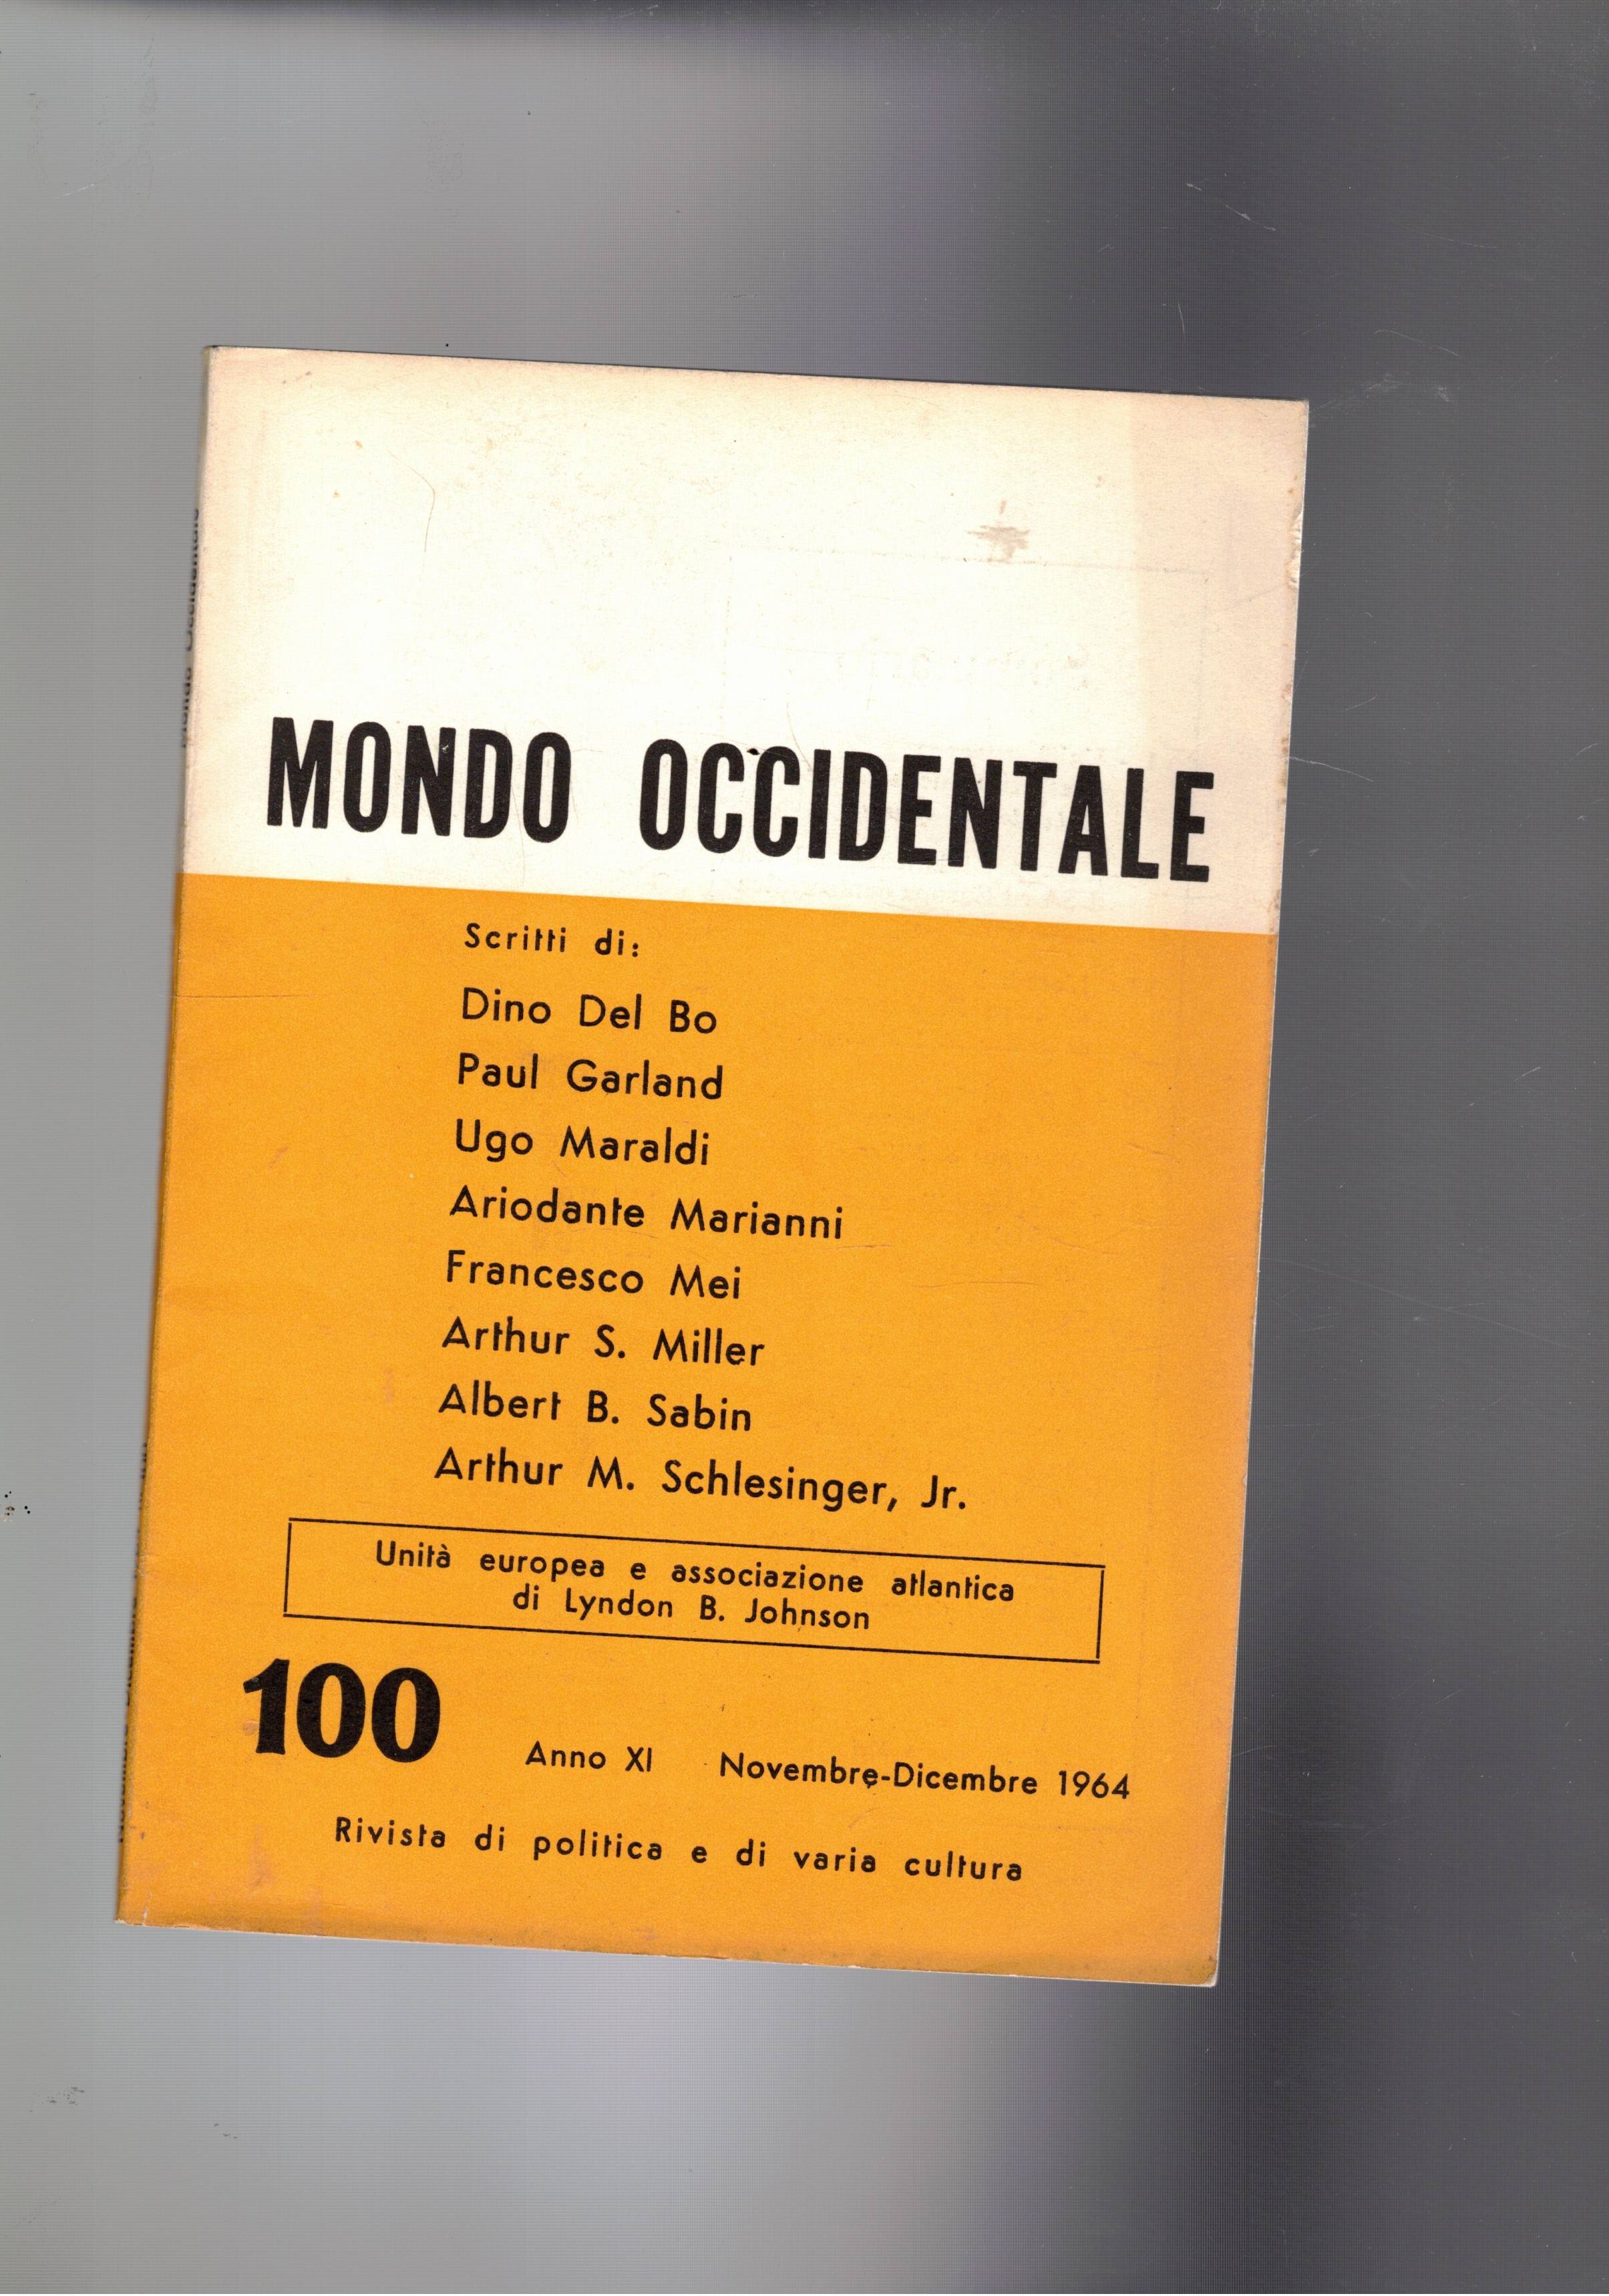 MONDO OCCIDENTALE
Scritti di:
Dino Del Bo
Paul Garland
Ugo Maraldi
Ariodante Marianni
Francesco Mei
Arthur S. Miller
Albert B. Sabin
Arthur M. Schlesinger, Jr.
Unità europea e associazione atlantica
di Lyndon B. Johnson
100
Anno XI Novembre-Dicembre 1964
Rivista di politica e di varia cultura